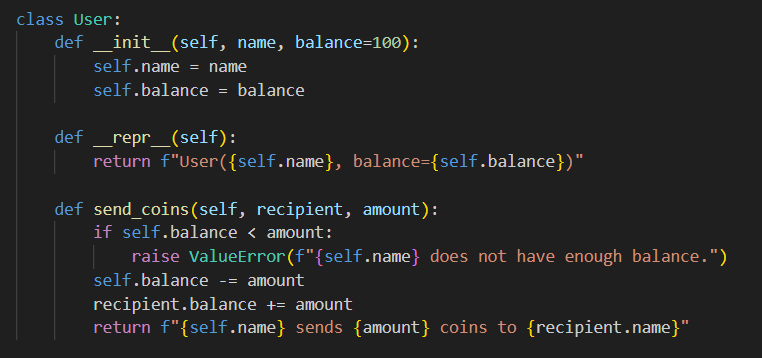 class User:
    def __init__(self, name, balance=100):
        self.name = name
        self.balance = balance

    def __repr__(self):
        return f"User({self.name}, balance={self.balance})"

    def send_coins(self, recipient, amount):
        if self.balance < amount:
            raise ValueError(f"{self.name} does not have enough balance.")
        self.balance -= amount
        recipient.balance += amount
        return f"{self.name} sends {amount} coins to {recipient.name}"